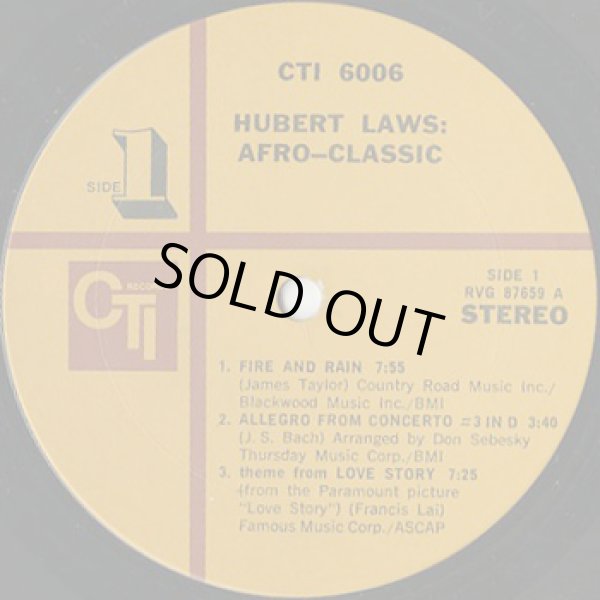 CTI 6006
HUBERT LAWS:
AFRO—CLASSIC
SIDE 1
CTI RECORDS
SIDE 1
RVG 87659 A
STEREO
SOLD OUT
1. FIRE AND RAIN 7:55
(James Taylor) Country Road Music Inc./
Blackwood Music Inc./BMI
2. ALLEGRO FROM CONCERTO #3 IN D 3:40
(J. S. Bach) Arranged by Don Sebesky
Thursday Music Corp./BMI
3. theme from LOVE STORY 7:25
(from the Paramount picture
"Love Story") (Francis Lai)
Famous Music Corp./ASCAP